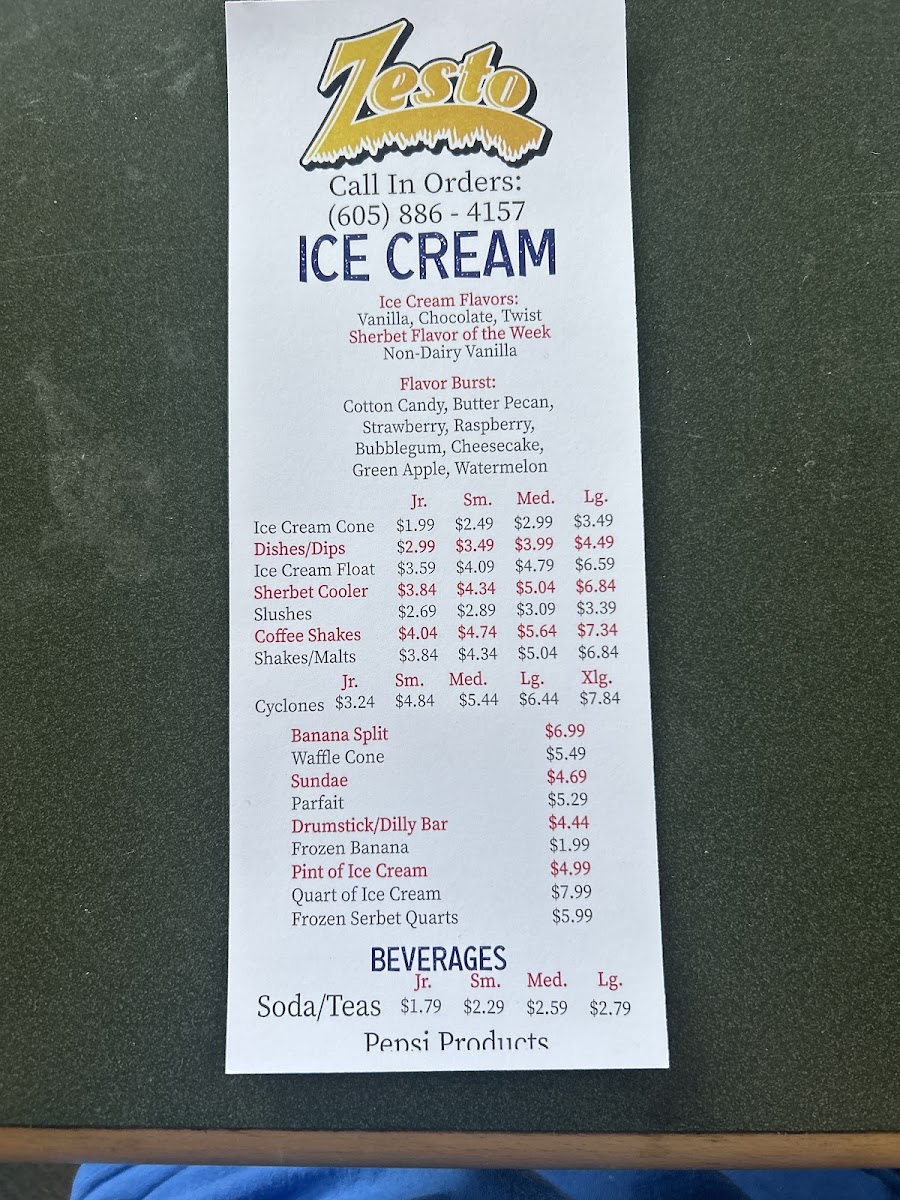 Zesto
Call In Orders:
(605) 886 - 4157
ICE CREAM
Ice Cream Flavors:
Vanilla, Chocolate, Twist
Sherbet Flavor of the Week
Non-Dairy Vanilla
Flavor Burst:
Cotton Candy, Butter Pecan,
Strawberry, Raspberry,
Bubblegum, Cheesecake,
Green Apple, Watermelon
Jr. Sm. Med. Lg.
Ice Cream Cone $1.99 $2.49 $2.99 $3.49
Dishes/Dips $2.99 $3.49 $3.99 $4.49
Ice Cream Float $3.59 $4.09 $4.79 $6.59
Sherbet Cooler $3.84 $4.34 $5.04 $6.84
Slushes $2.69 $2.89 $3.09 $3.39
Coffee Shakes $4.04 $4.74 $5.64 $7.34
Shakes/Malts $3.84 $4.34 $5.04 $6.84
Jr. Sm. Med. Lg. Xlg.
Cyclones $3.24 $4.84 $5.44 $6.44 $7.84
Banana Split $6.99
Waffle Cone $5.49
Sundae $4.69
Parfait $5.29
Drumstick/Dilly Bar $4.44
Frozen Banana $1.99
Pint of Ice Cream $4.99
Quart of Ice Cream $7.99
Frozen Serbet Quarts $5.99
BEVERAGES
Jr. Sm. Med. Lg.
Soda/Teas $1.79 $2.29 $2.59 $2.79
Pepsi Products